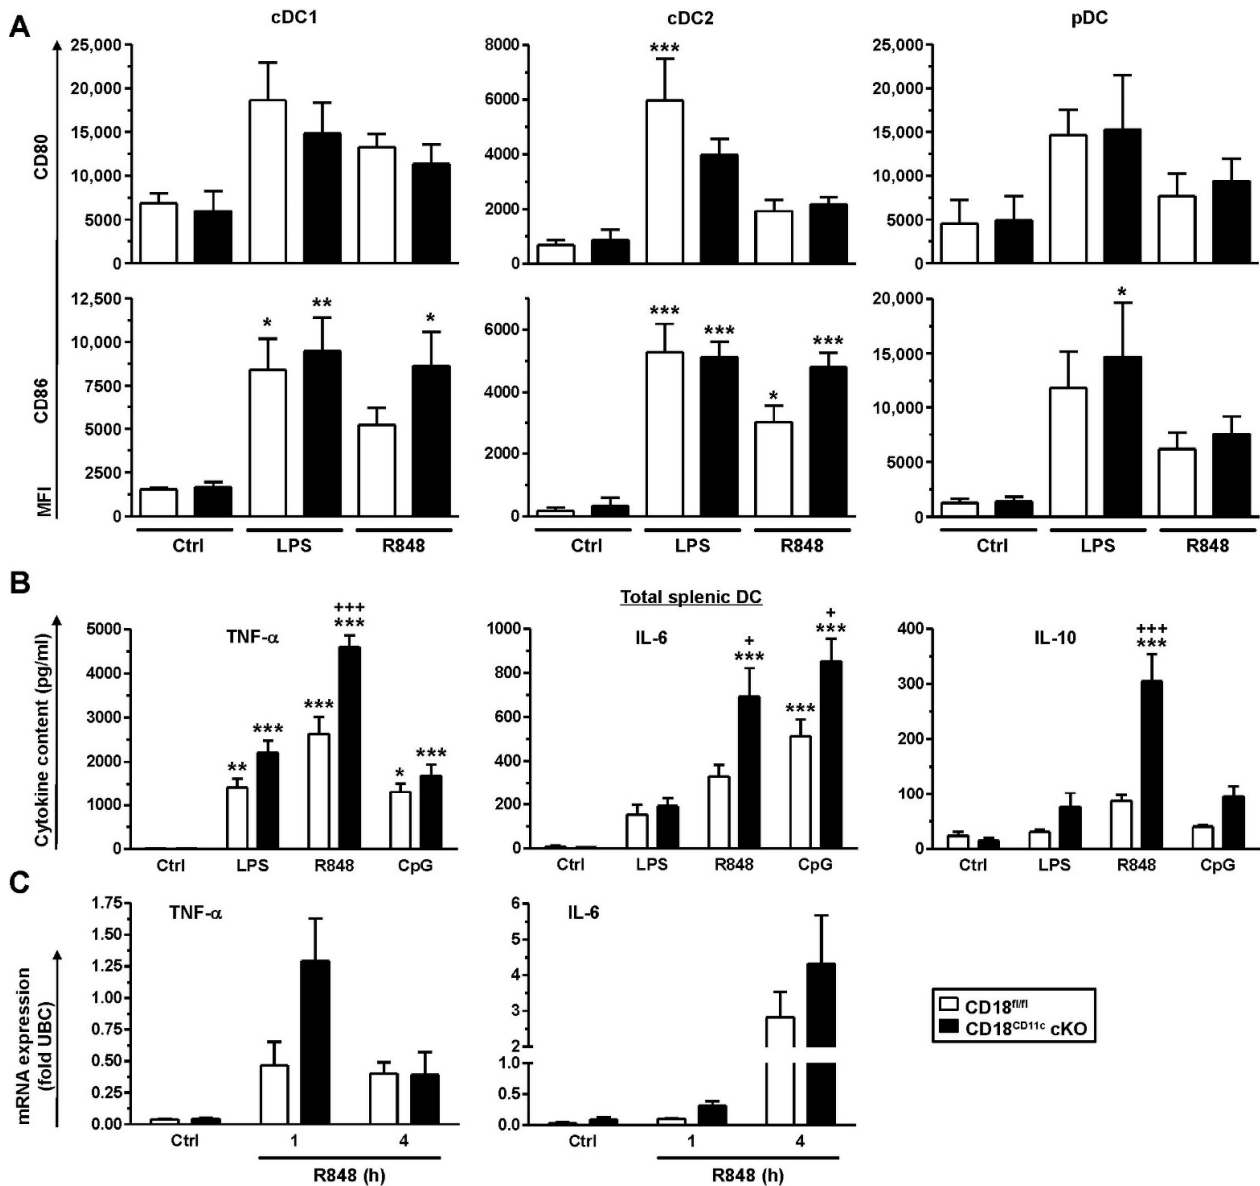 A
cDC1
cDC2
pDC
CD80
25,000
20,000
15,000
10,000
5000
0
8000
6000
4000
2000
0
***
25,000
20,000
15,000
10,000
5000
0
CD86
MFI
12,500
10,000
7500
5000
2500
0
* ** *
Ctrl LPS R848
6000
4000
2000
0
*** *** * ***
Ctrl LPS R848
20,000
15,000
10,000
5000
0
*
Ctrl LPS R848
B
Total splenic DC
Cytokine content (pg/ml)
TNF-α
5000
4000
3000
2000
1000
0
+++
** *** *** *** * ***
Ctrl LPS R848 CpG
IL-6
1000
800
600
400
200
0
+ +
*** *** ***
Ctrl LPS R848 CpG
IL-10
400
300
200
100
0
+++
***
Ctrl LPS R848 CpG
C
mRNA expression
(fold UBC)
TNF-α
1.75
1.50
1.25
1.00
0.75
0.50
0.25
0.00
Ctrl 1 4
R848 (h)
IL-6
6
5
4
3
2
1.0
0.5
0.0
Ctrl 1 4
R848 (h)
CD18fl/fl
CD18CD11c cKO